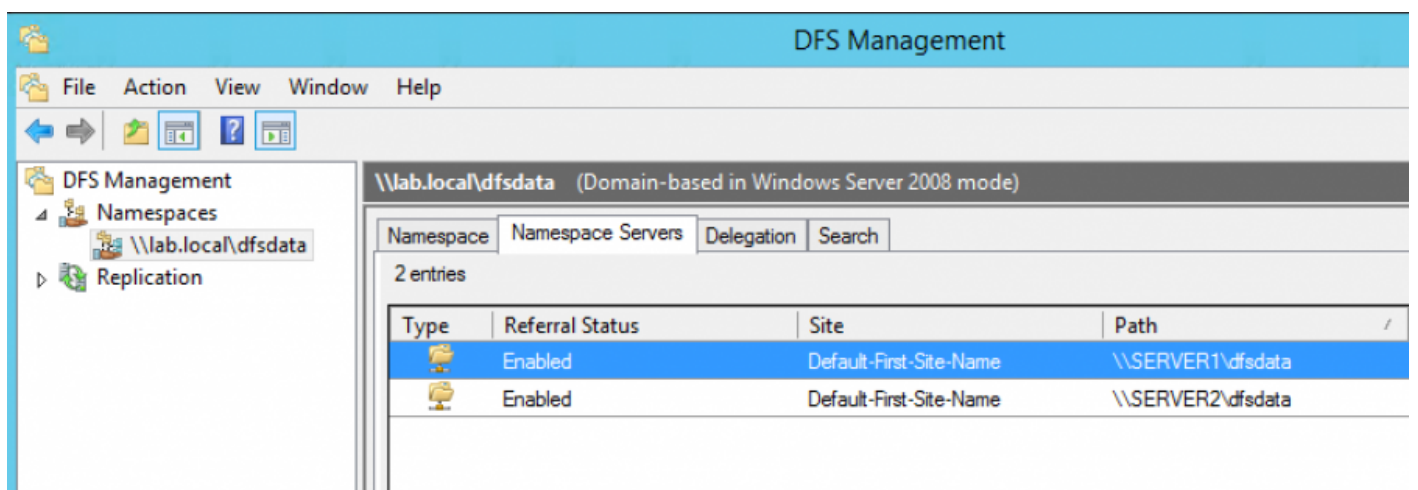 DFS Management
File Action View Window Help
DFS Management
Namespaces
\\lab.local\dfsdata
Replication
\\lab.local\dfsdata (Domain-based in Windows Server 2008 mode)
Namespace Namespace Servers Delegation Search
2 entries
Type Referral Status Site Path
Enabled Default-First-Site-Name \\SERVER1\dfsdata
Enabled Default-First-Site-Name \\SERVER2\dfsdata